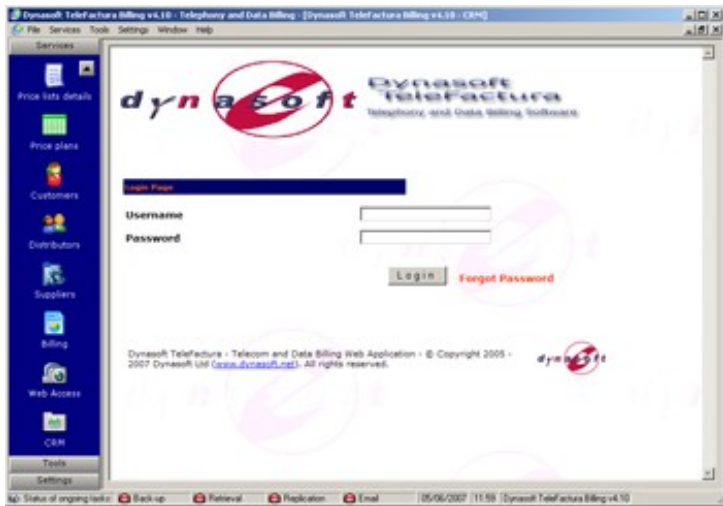 Dynasoft TeleFactura Billing v4.10 - Telephony and Data Billing - [Dynasoft TeleFactura Billing v4.10 - CRM]
File Services Tools Settings Window Help
Services
Price lists details
Price plans
Customers
Distributors
Suppliers
Billing
Web Access
CRM
Tools
Settings
dynasoft
Dynasoft
TeleFactura
Telephony and Data Billing Software
Login Page
Username
Password
Login Forgot Password
Dynasoft TeleFactura - Telecom and Data Billing Web Application - © Copyright 2005 -
2007 Dynasoft Ltd (www.dynasoft.net). All rights reserved.
dynasoft
Status of ongoing tasks: Back-up Retrieval Replication Email 05/06/2007 11:59 Dynasoft TeleFactura Billing v4.10